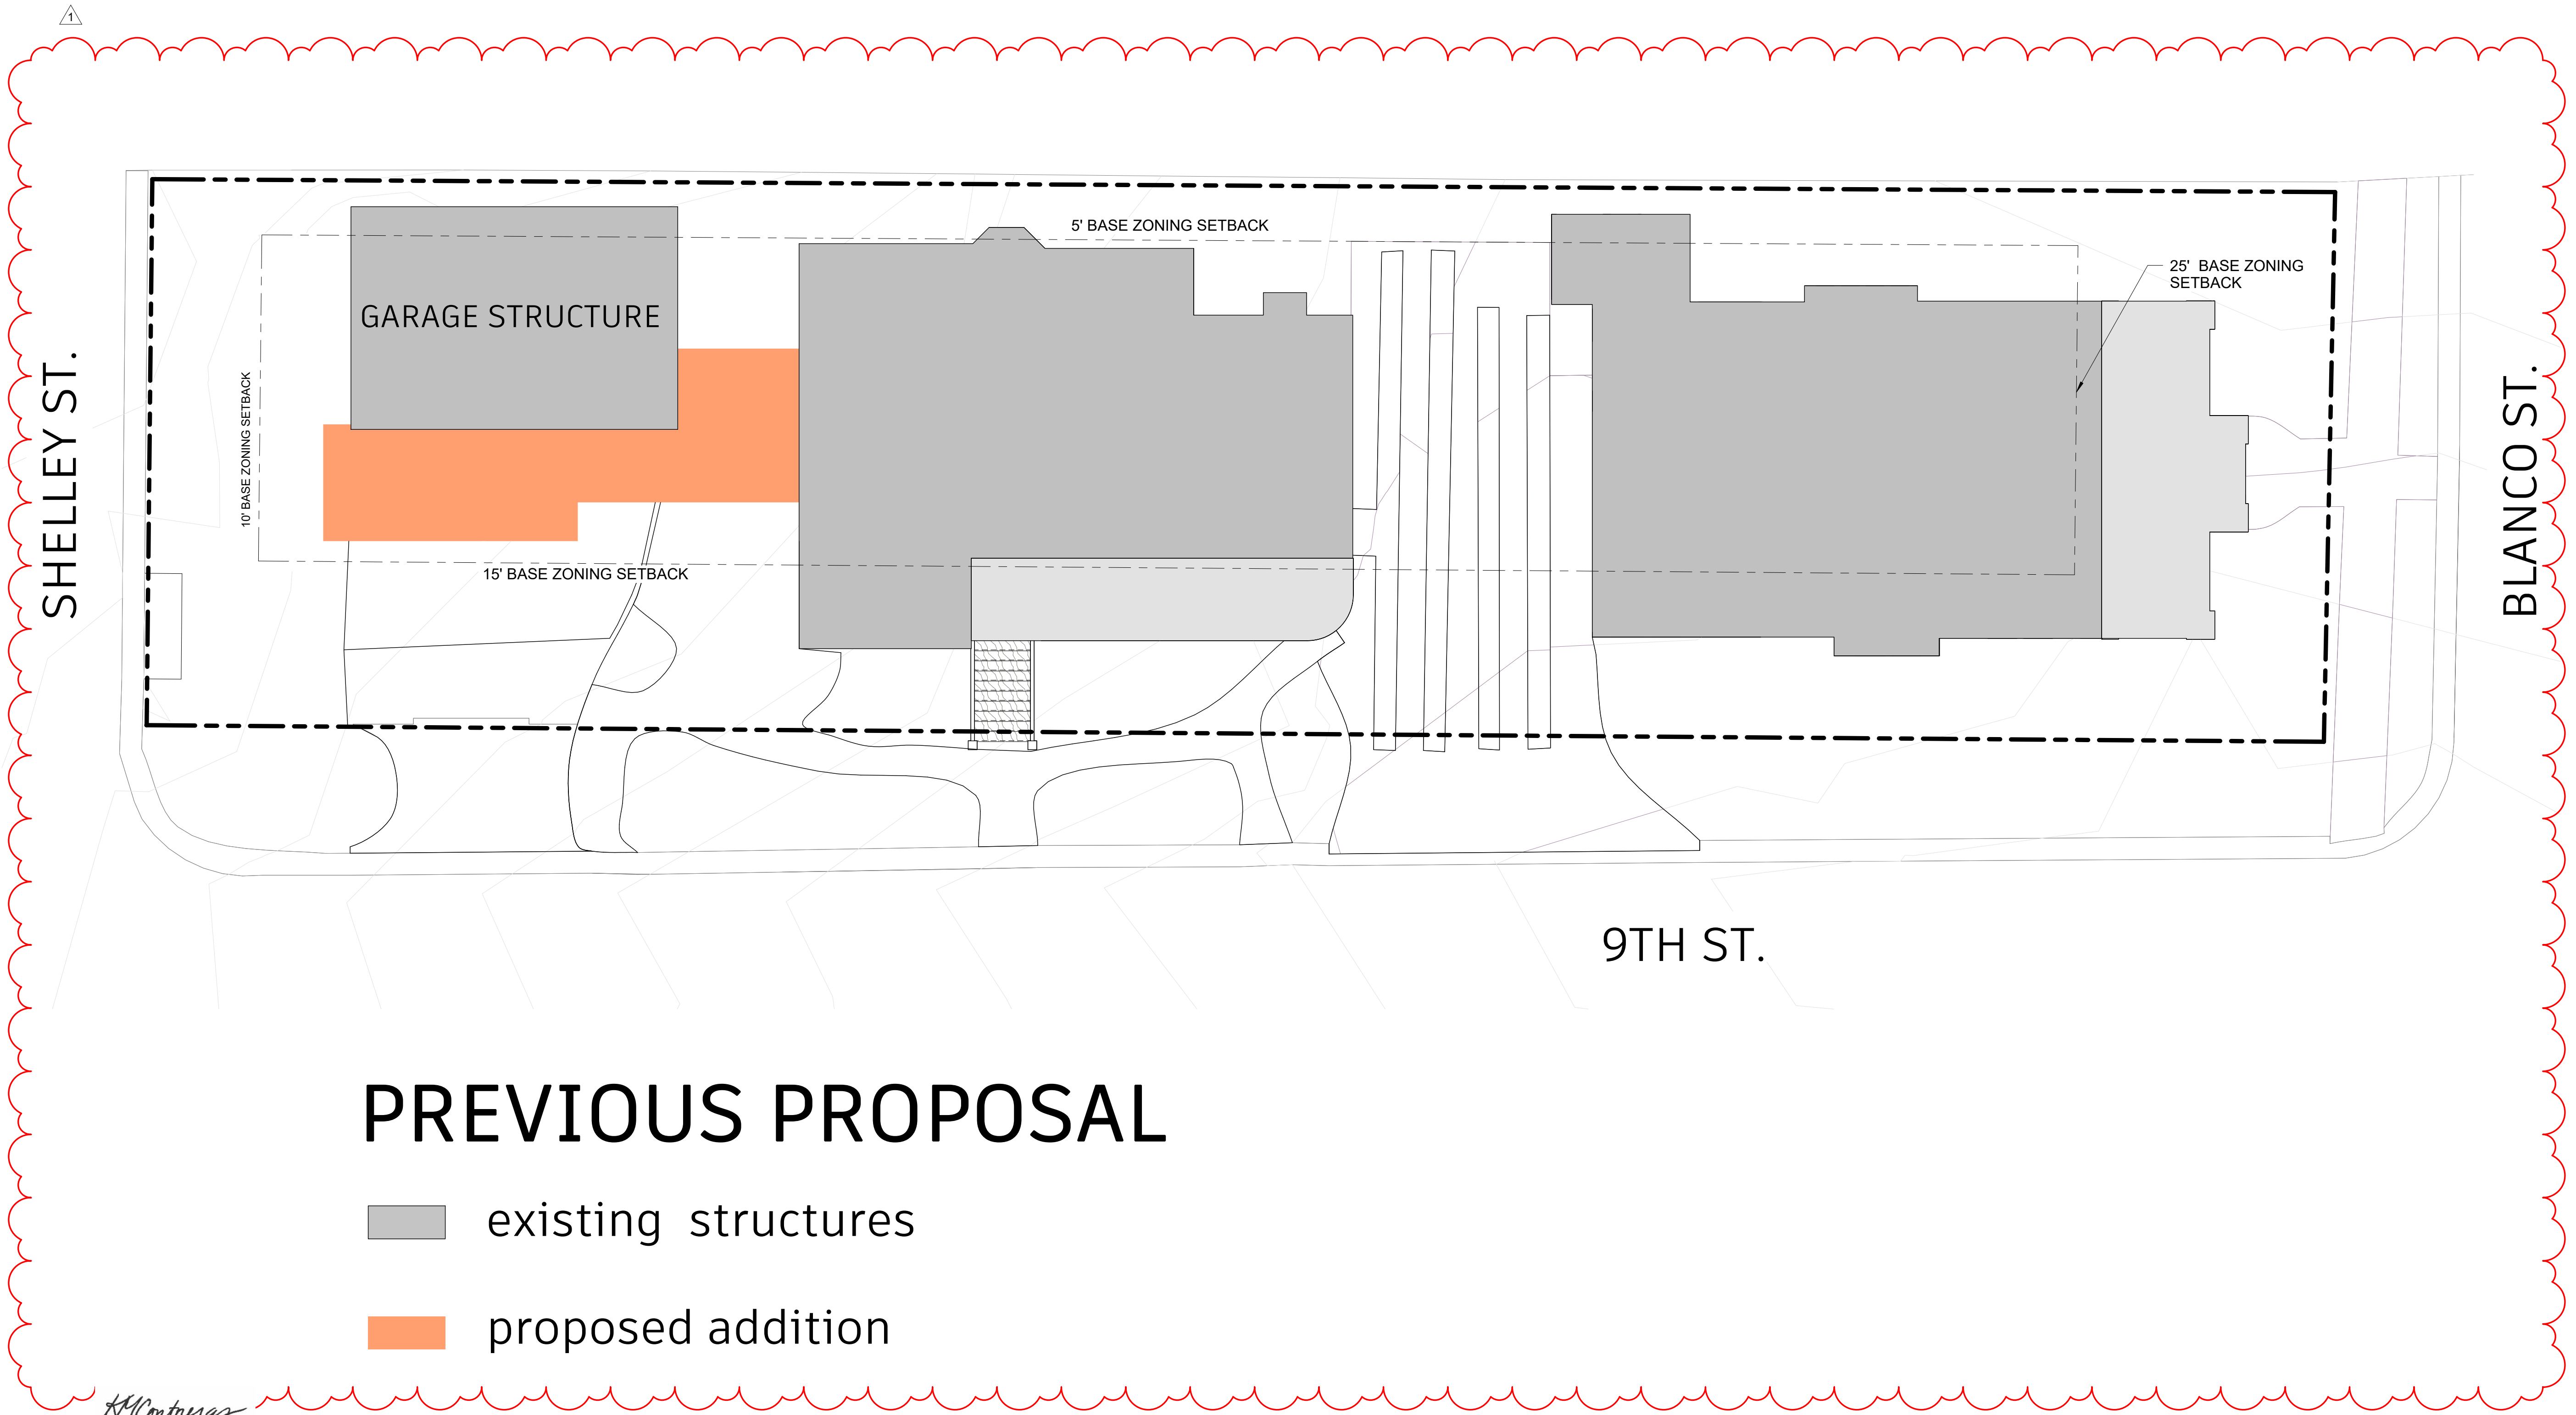 1
5' BASE ZONING SETBACK
25' BASE ZONING
SETBACK
GARAGE STRUCTURE
SHELLEY ST.
10' BASE ZONING SETBACK
BLANCO ST.
15' BASE ZONING SETBACK
9TH ST.
PREVIOUS PROPOSAL
existing structures
proposed addition
KMContreras